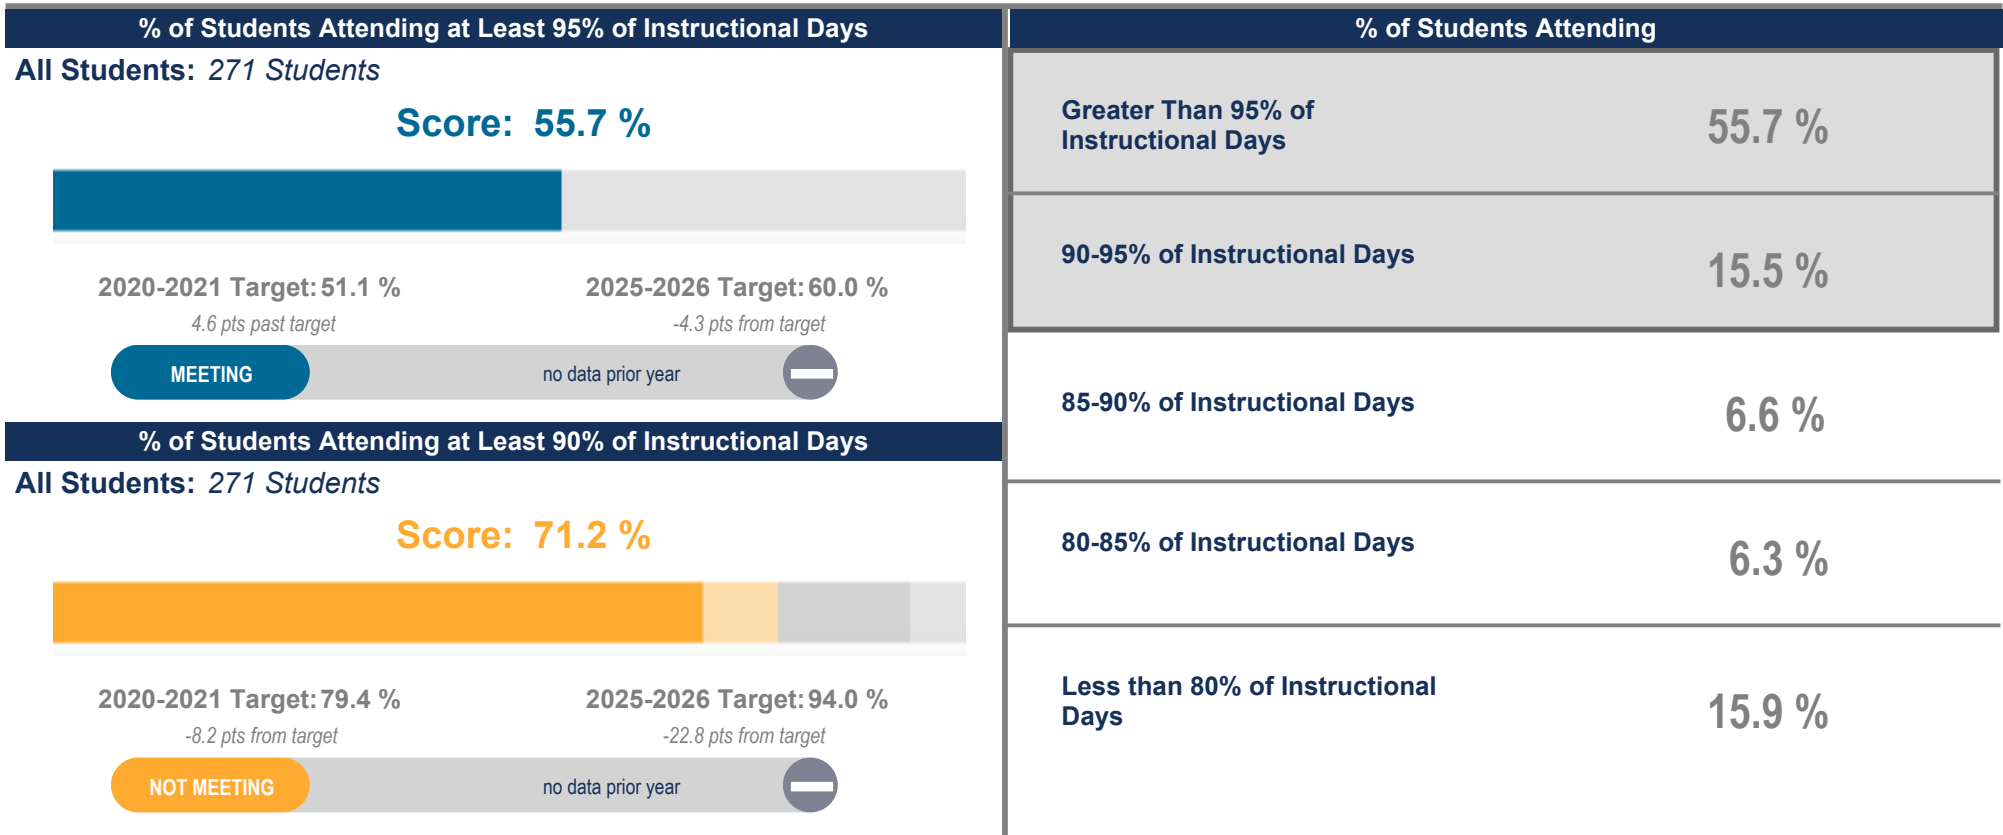 % of Students Attending at Least 95% of Instructional Days
All Students: 271 Students
Score: 55.7 %
2020-2021 Target: 51.1 %
4.6 pts past target
2025-2026 Target: 60.0 %
-4.3 pts from target
MEETING
no data prior year
% of Students Attending at Least 90% of Instructional Days
All Students: 271 Students
Score: 71.2 %
2020-2021 Target: 79.4 %
-8.2 pts from target
2025-2026 Target: 94.0 %
-22.8 pts from target
NOT MEETING
no data prior year
% of Students Attending
Greater Than 95% of
Instructional Days
55.7 %
90-95% of Instructional Days
15.5 %
85-90% of Instructional Days
6.6 %
80-85% of Instructional Days
6.3 %
Less than 80% of Instructional
Days
15.9 %